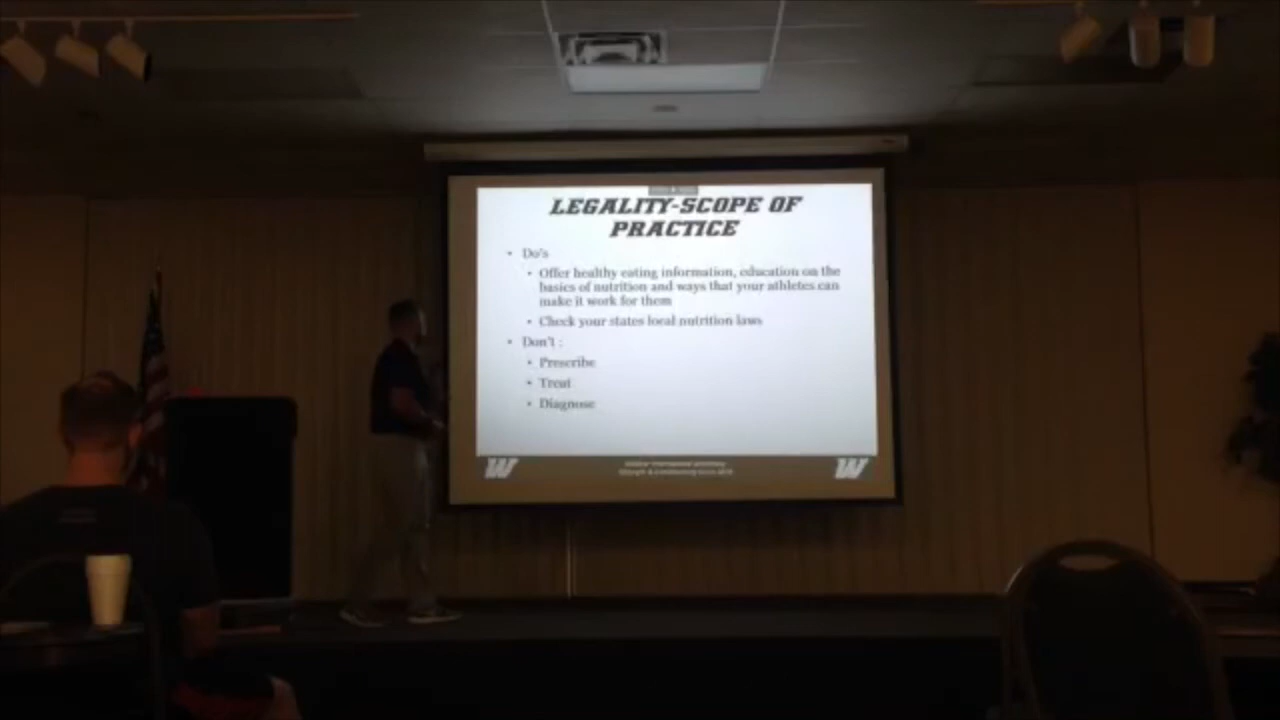 LEGALITY-SCOPE OF
PRACTICE
• Do's
• Offer healthy eating information, education on the
basics of nutrition and ways that your athletes can
make it work for them
• Check your states local nutrition laws
• Don't :
• Prescribe
• Treat
• Diagnose
W
W